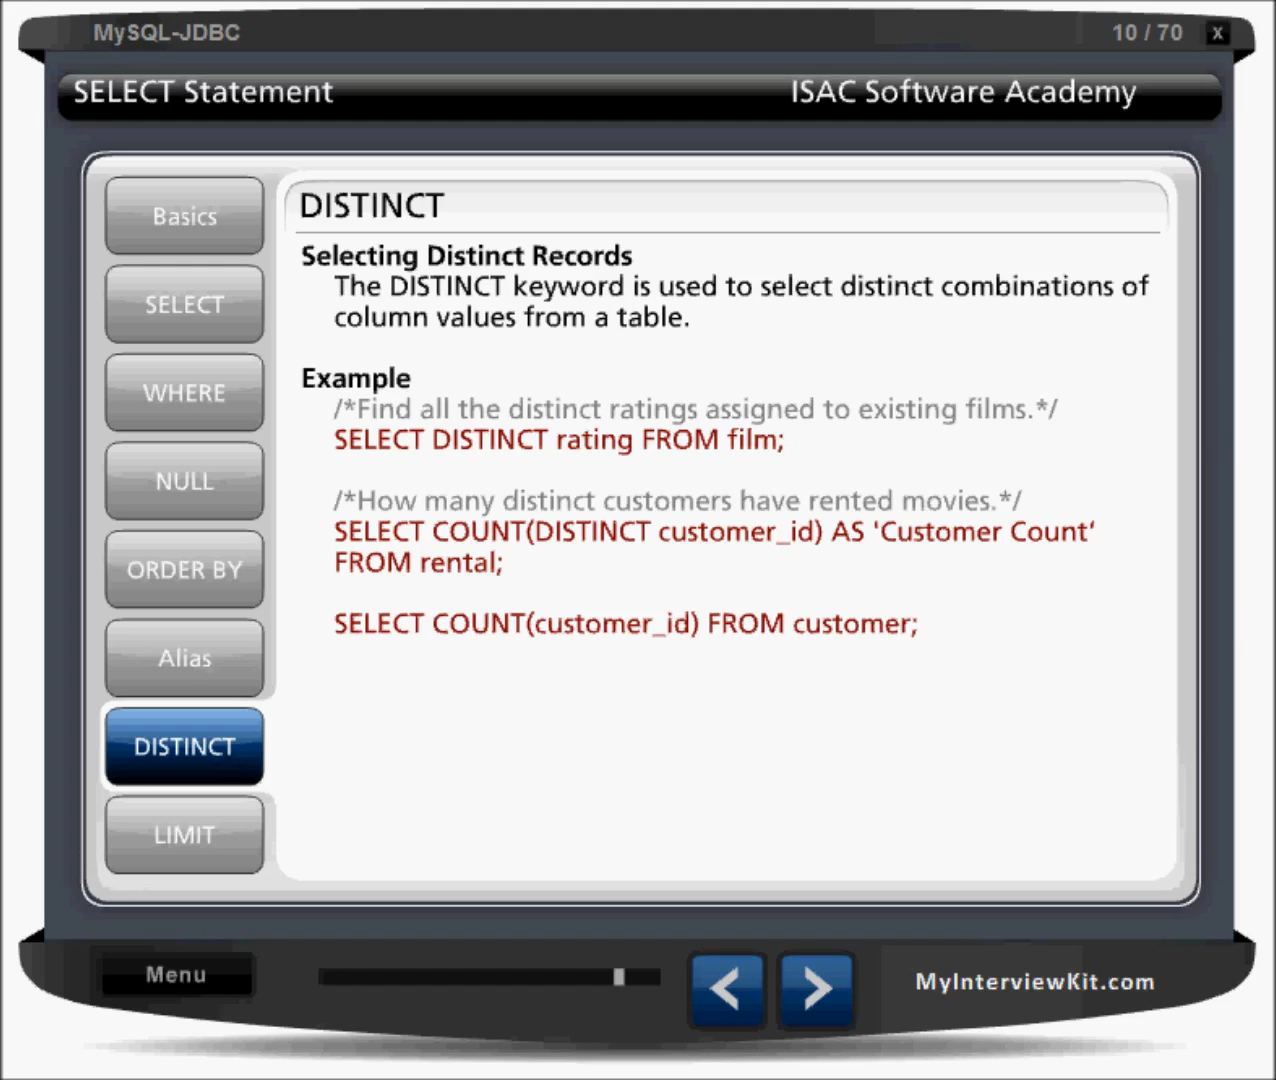 MySQL-JDBC
10 / 70
X
SELECT Statement
ISAC Software Academy
Basics
SELECT
WHERE
NULL
ORDER BY
Alias
DISTINCT
LIMIT
DISTINCT
Selecting Distinct Records
The DISTINCT keyword is used to select distinct combinations of
column values from a table.
Example
/*Find all the distinct ratings assigned to existing films.*/
SELECT DISTINCT rating FROM film;
/*How many distinct customers have rented movies.*/
SELECT COUNT(DISTINCT customer_id) AS 'Customer Count'
FROM rental;
SELECT COUNT(customer_id) FROM customer;
Menu
MyInterviewKit.com